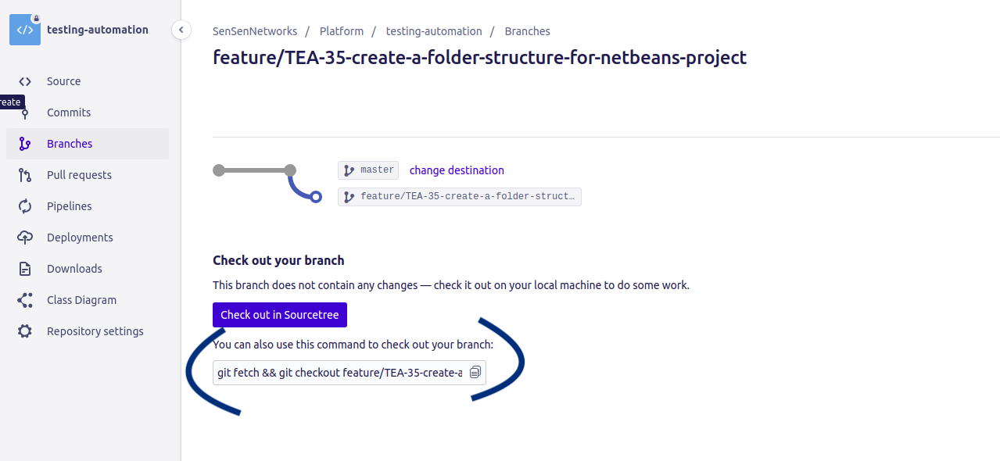 testing-automation
Source
reate
Commits
Branches
Pull requests
Pipelines
Deployments
Downloads
Class Diagram
Repository settings
SenSenNetworks / Platform / testing-automation / Branches
feature/TEA-35-create-a-folder-structure-for-netbeans-project
master change destination
feature/TEA-35-create-a-folder-struct…
Check out your branch
This branch does not contain any changes — check it out on your local machine to do some work.
Check out in Sourcetree
You can also use this command to check out your branch:
git fetch && git checkout feature/TEA-35-create-a